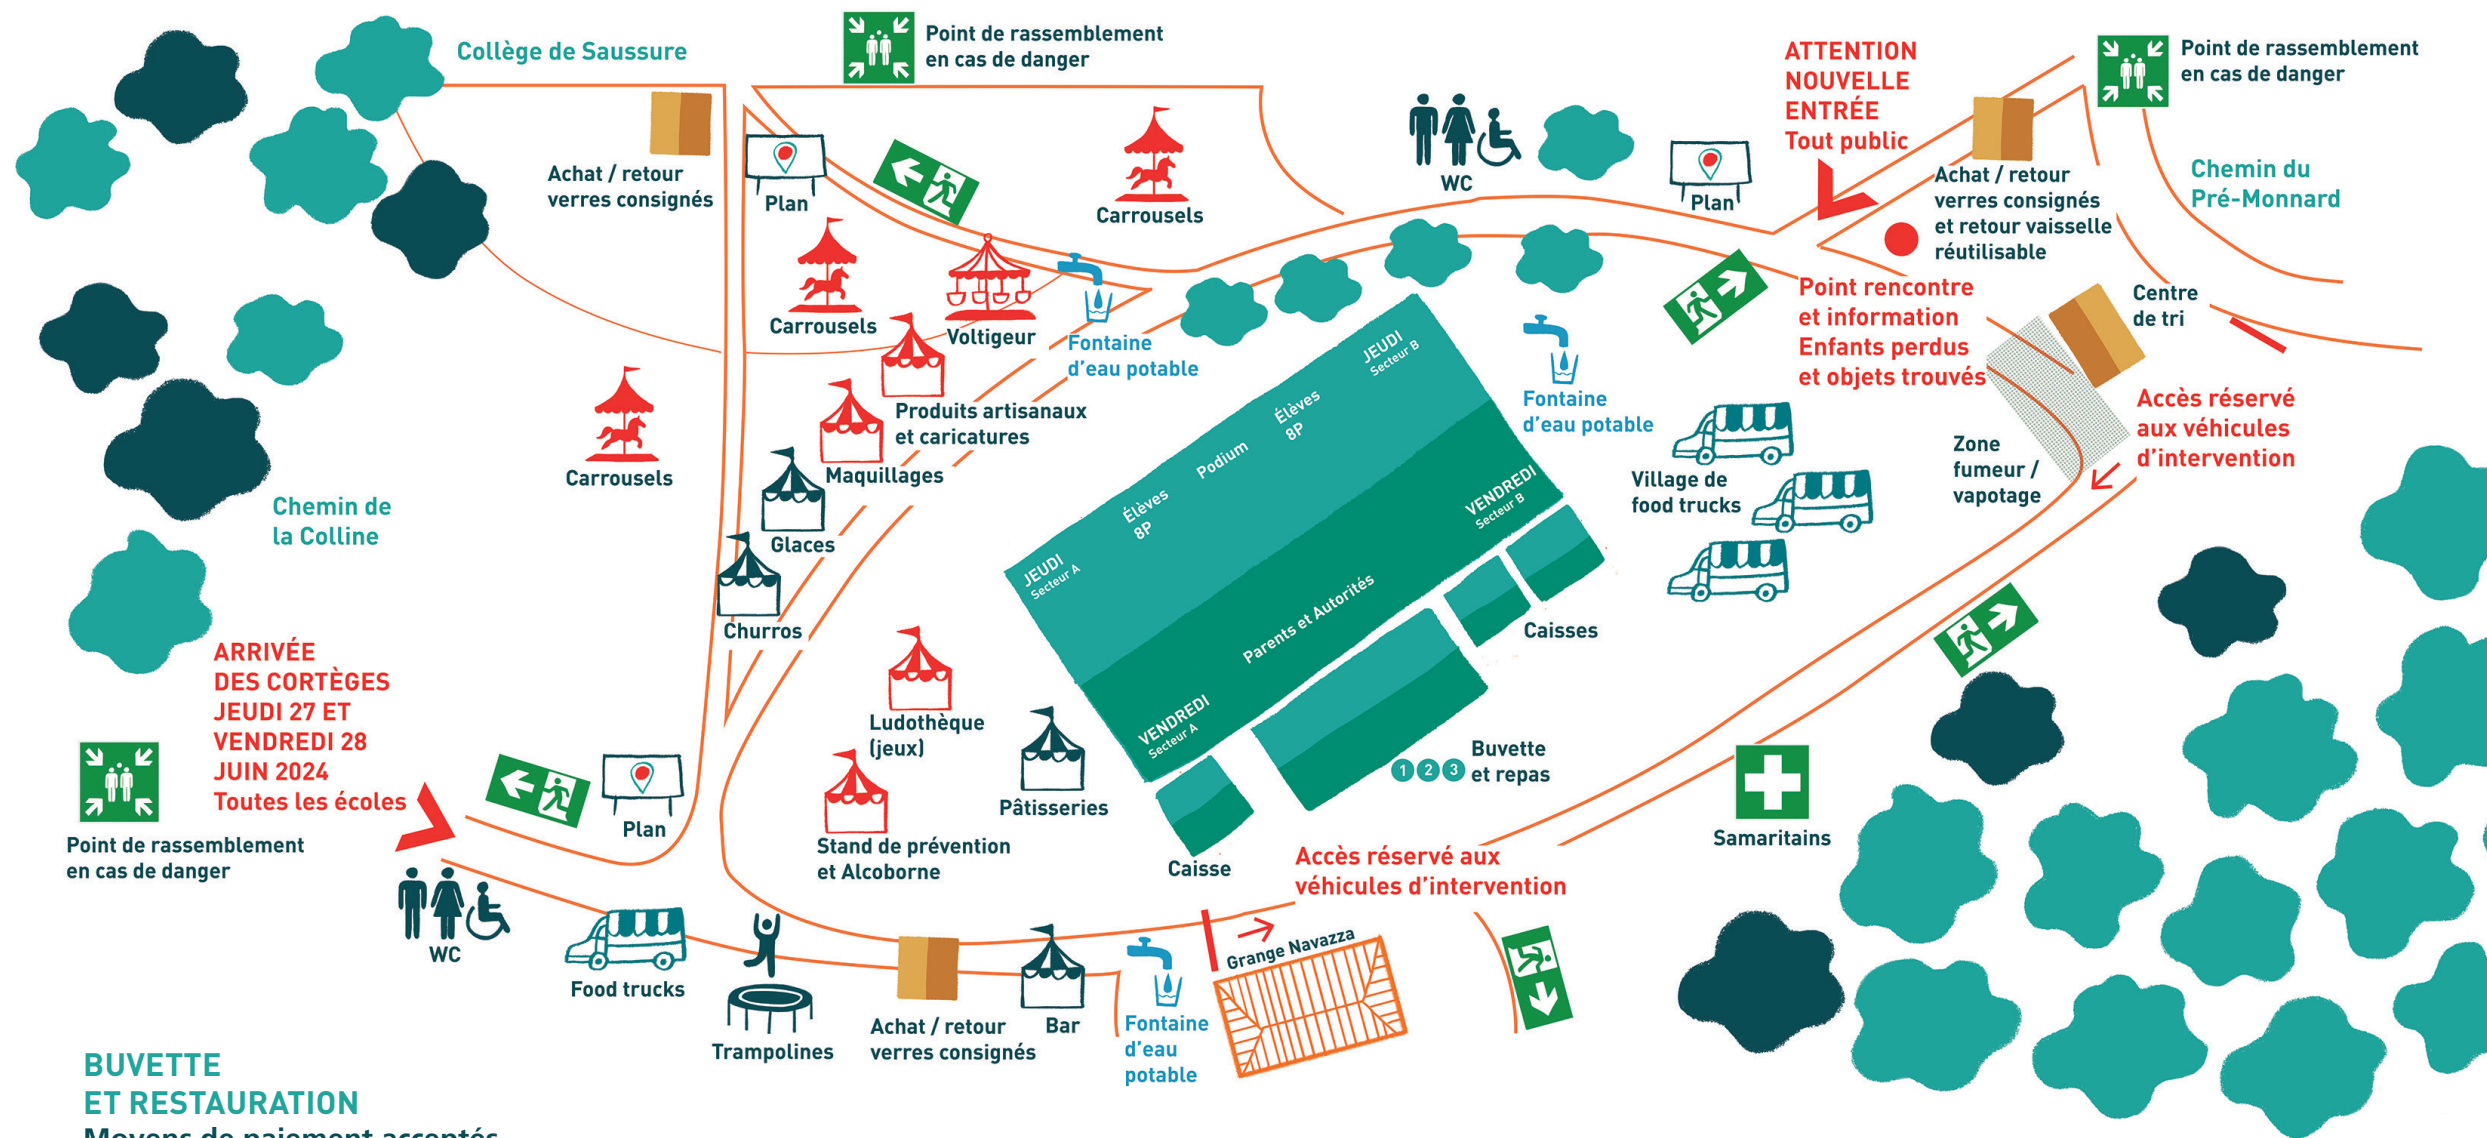 Collège de Saussure
Point de rassemblement
en cas de danger
ATTENTION
NOUVELLE
ENTRÉE
Tout public
Point de rassemblement
en cas de danger
Achat / retour
verres consignés
Plan
Carrousels
WC
Plan
Achat / retour
verres consignés
et retour vaisselle
réutilisable
Chemin du
Pré-Monnard
Carrousels
Voltigeur
Fontaine
d'eau potable
Point rencontre
et information
Enfants perdus
et objets trouvés
Centre
de tri
Carrousels
Produits artisanaux
et caricatures
Maquillages
Glaces
Churros
JEUDI
Secteur B
Élèves
8P
Podium
Élèves
8P
JEUDI
Secteur A
VENDREDI
Secteur B
Parents et Autorités
VENDREDI
Secteur A
Fontaine
d'eau potable
Village de
food trucks
Zone
fumeur /
vapotage
Accès réservé
aux véhicules
d'intervention
Chemin de
la Colline
Caisses
ARRIVÉE
DES CORTÈGES
JEUDI 27 ET
VENDREDI 28
JUIN 2024
Toutes les écoles
Point de rassemblement
en cas de danger
Plan
Ludothèque
(jeux)
Pâtisseries
Stand de prévention
et Alcoborne
Caisse
1 2 3
Buvette
et repas
Samaritains
Accès réservé aux
véhicules d'intervention
WC
Food trucks
Trampolines
Achat / retour
verres consignés
Bar
Fontaine
d'eau
potable
Grange Navazza
BUVETTE
ET RESTAURATION
Moyens de paiement acceptés